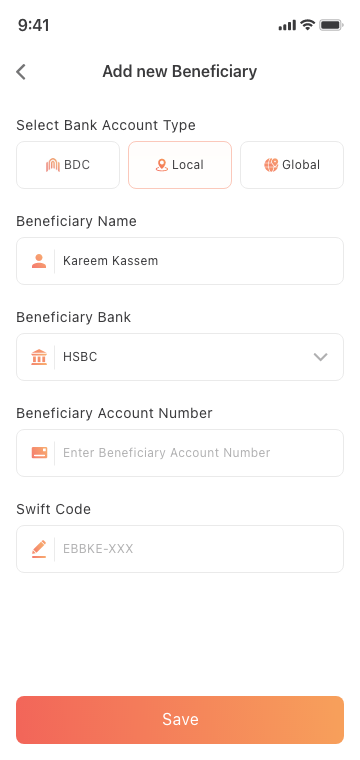 9:41
Add new Beneficiary
Select Bank Account Type
BDC
Local
Global
Beneficiary Name
Kareem Kassem
Beneficiary Bank
HSBC
Beneficiary Account Number
Enter Beneficiary Account Number
Swift Code
EBBKE-XXX
Save